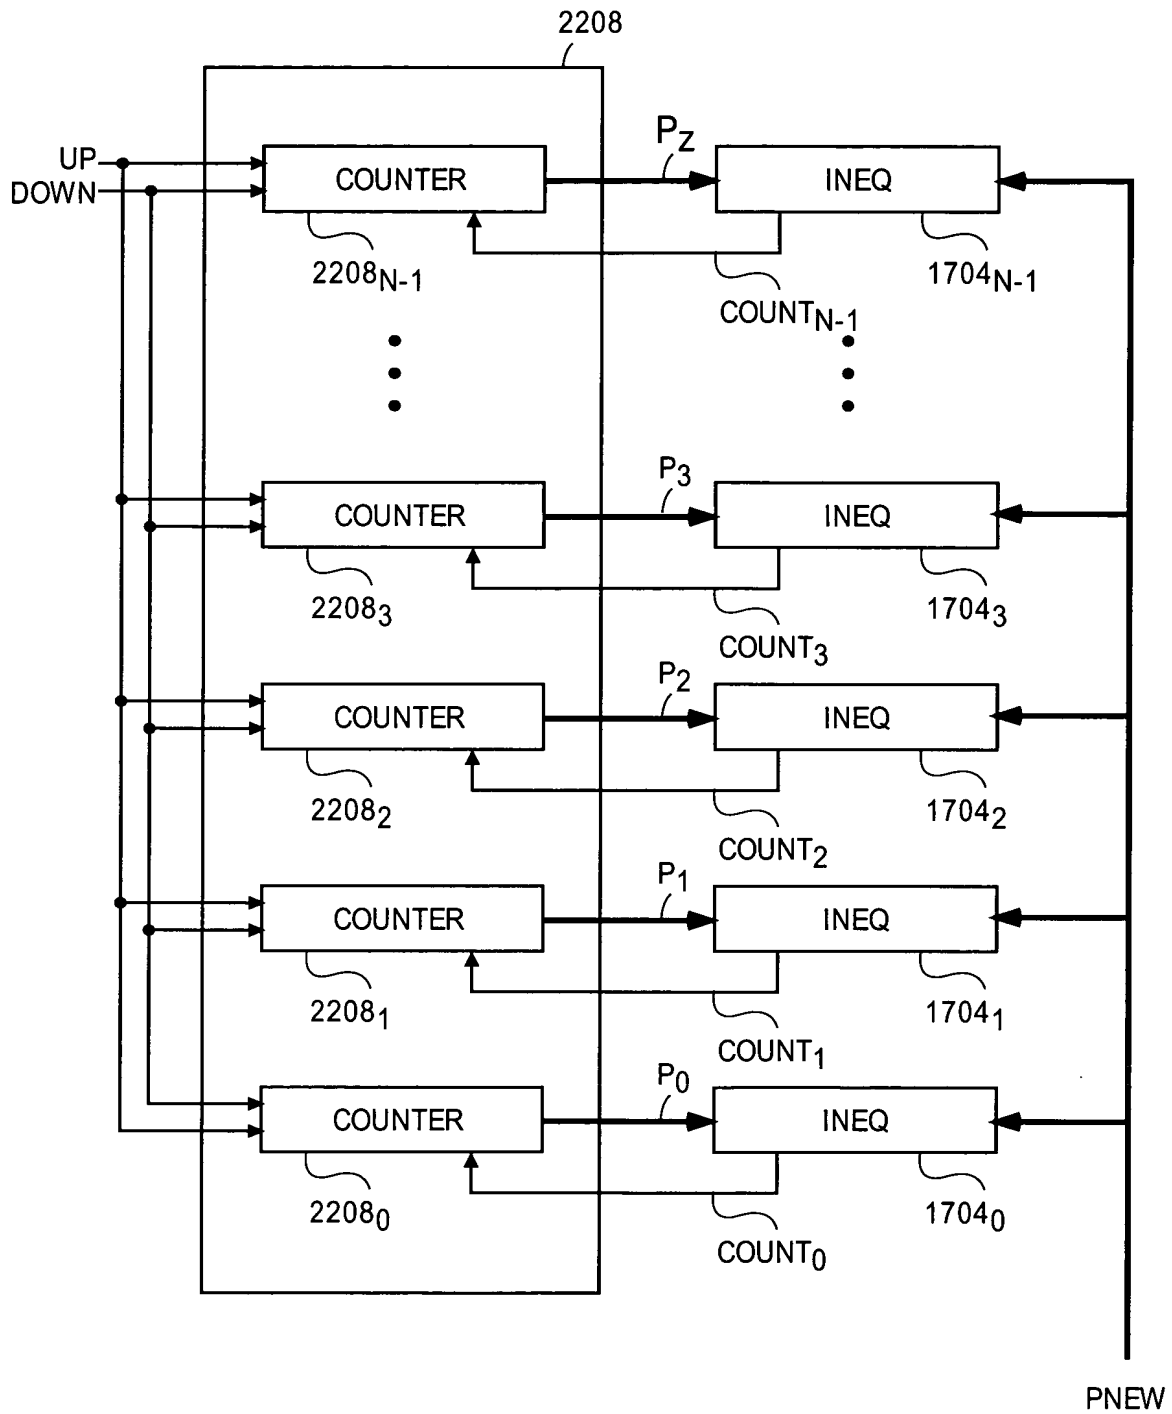 2208
UP
DOWN
COUNTER
PZ
INEQ
2208N-1
1704N-1
COUNTN-1
COUNTER
P3
INEQ
22083
17043
COUNT3
COUNTER
P2
INEQ
22082
17042
COUNT2
COUNTER
P1
INEQ
22081
17041
COUNT1
COUNTER
P0
INEQ
22080
17040
COUNT0
PNEW